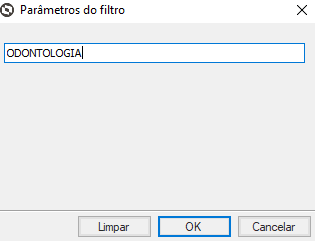 Parâmetros do filtro
ODONTOLOGIA
Limpar
OK
Cancelar